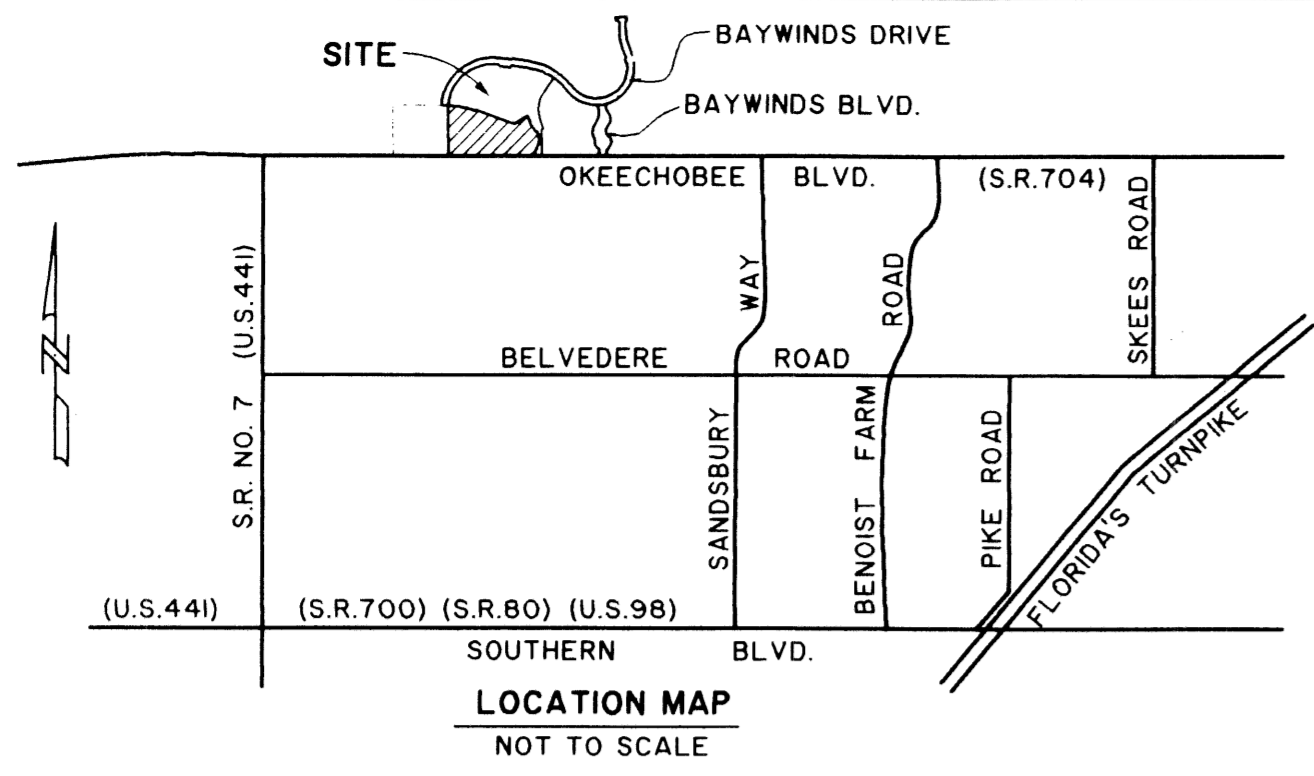 BAYWINDS DRIVE
SITE
BAYWINDS BLVD.
OKEECHOBEE BLVD. (S.R.704)
SKEES ROAD
S.R. NO. 7 (U.S.441)
N
SANDSBURY WAY
BENOIST FARM ROAD
BELVEDERE ROAD
PIKE ROAD
FLORIDA'S TURNPIKE
(U.S.441) (S.R.700) (S.R.80) (U.S.98)
SOUTHERN BLVD.
LOCATION MAP
NOT TO SCALE